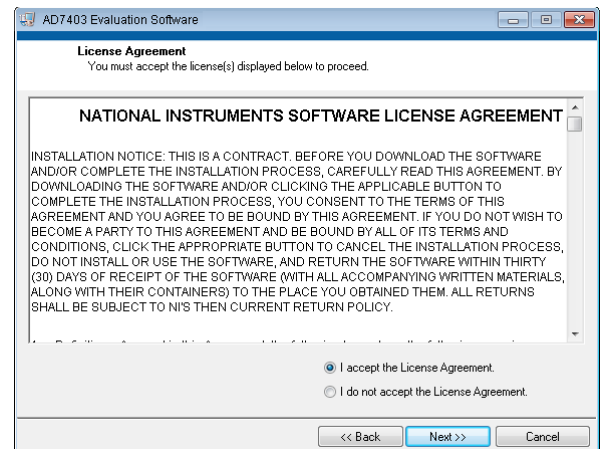 AD7403 Evaluation Software
License Agreement
You must accept the license(s) displayed below to proceed.
NATIONAL INSTRUMENTS SOFTWARE LICENSE AGREEMENT
INSTALLATION NOTICE: THIS IS A CONTRACT. BEFORE YOU DOWNLOAD THE SOFTWARE
AND/OR COMPLETE THE INSTALLATION PROCESS, CAREFULLY READ THIS AGREEMENT. BY
DOWNLOADING THE SOFTWARE AND/OR CLICKING THE APPLICABLE BUTTON TO
COMPLETE THE INSTALLATION PROCESS, YOU CONSENT TO THE TERMS OF THIS
AGREEMENT AND YOU AGREE TO BE BOUND BY THIS AGREEMENT. IF YOU DO NOT WISH TO
BECOME A PARTY TO THIS AGREEMENT AND BE BOUND BY ALL OF ITS TERMS AND
CONDITIONS, CLICK THE APPROPRIATE BUTTON TO CANCEL THE INSTALLATION PROCESS,
DO NOT INSTALL OR USE THE SOFTWARE, AND RETURN THE SOFTWARE WITHIN THIRTY
(30) DAYS OF RECEIPT OF THE SOFTWARE (WITH ALL ACCOMPANYING WRITTEN MATERIALS,
ALONG WITH THEIR CONTAINERS) TO THE PLACE YOU OBTAINED THEM. ALL RETURNS
SHALL BE SUBJECT TO NI'S THEN CURRENT RETURN POLICY.
I accept the License Agreement.
I do not accept the License Agreement.
<< Back
Next >>
Cancel